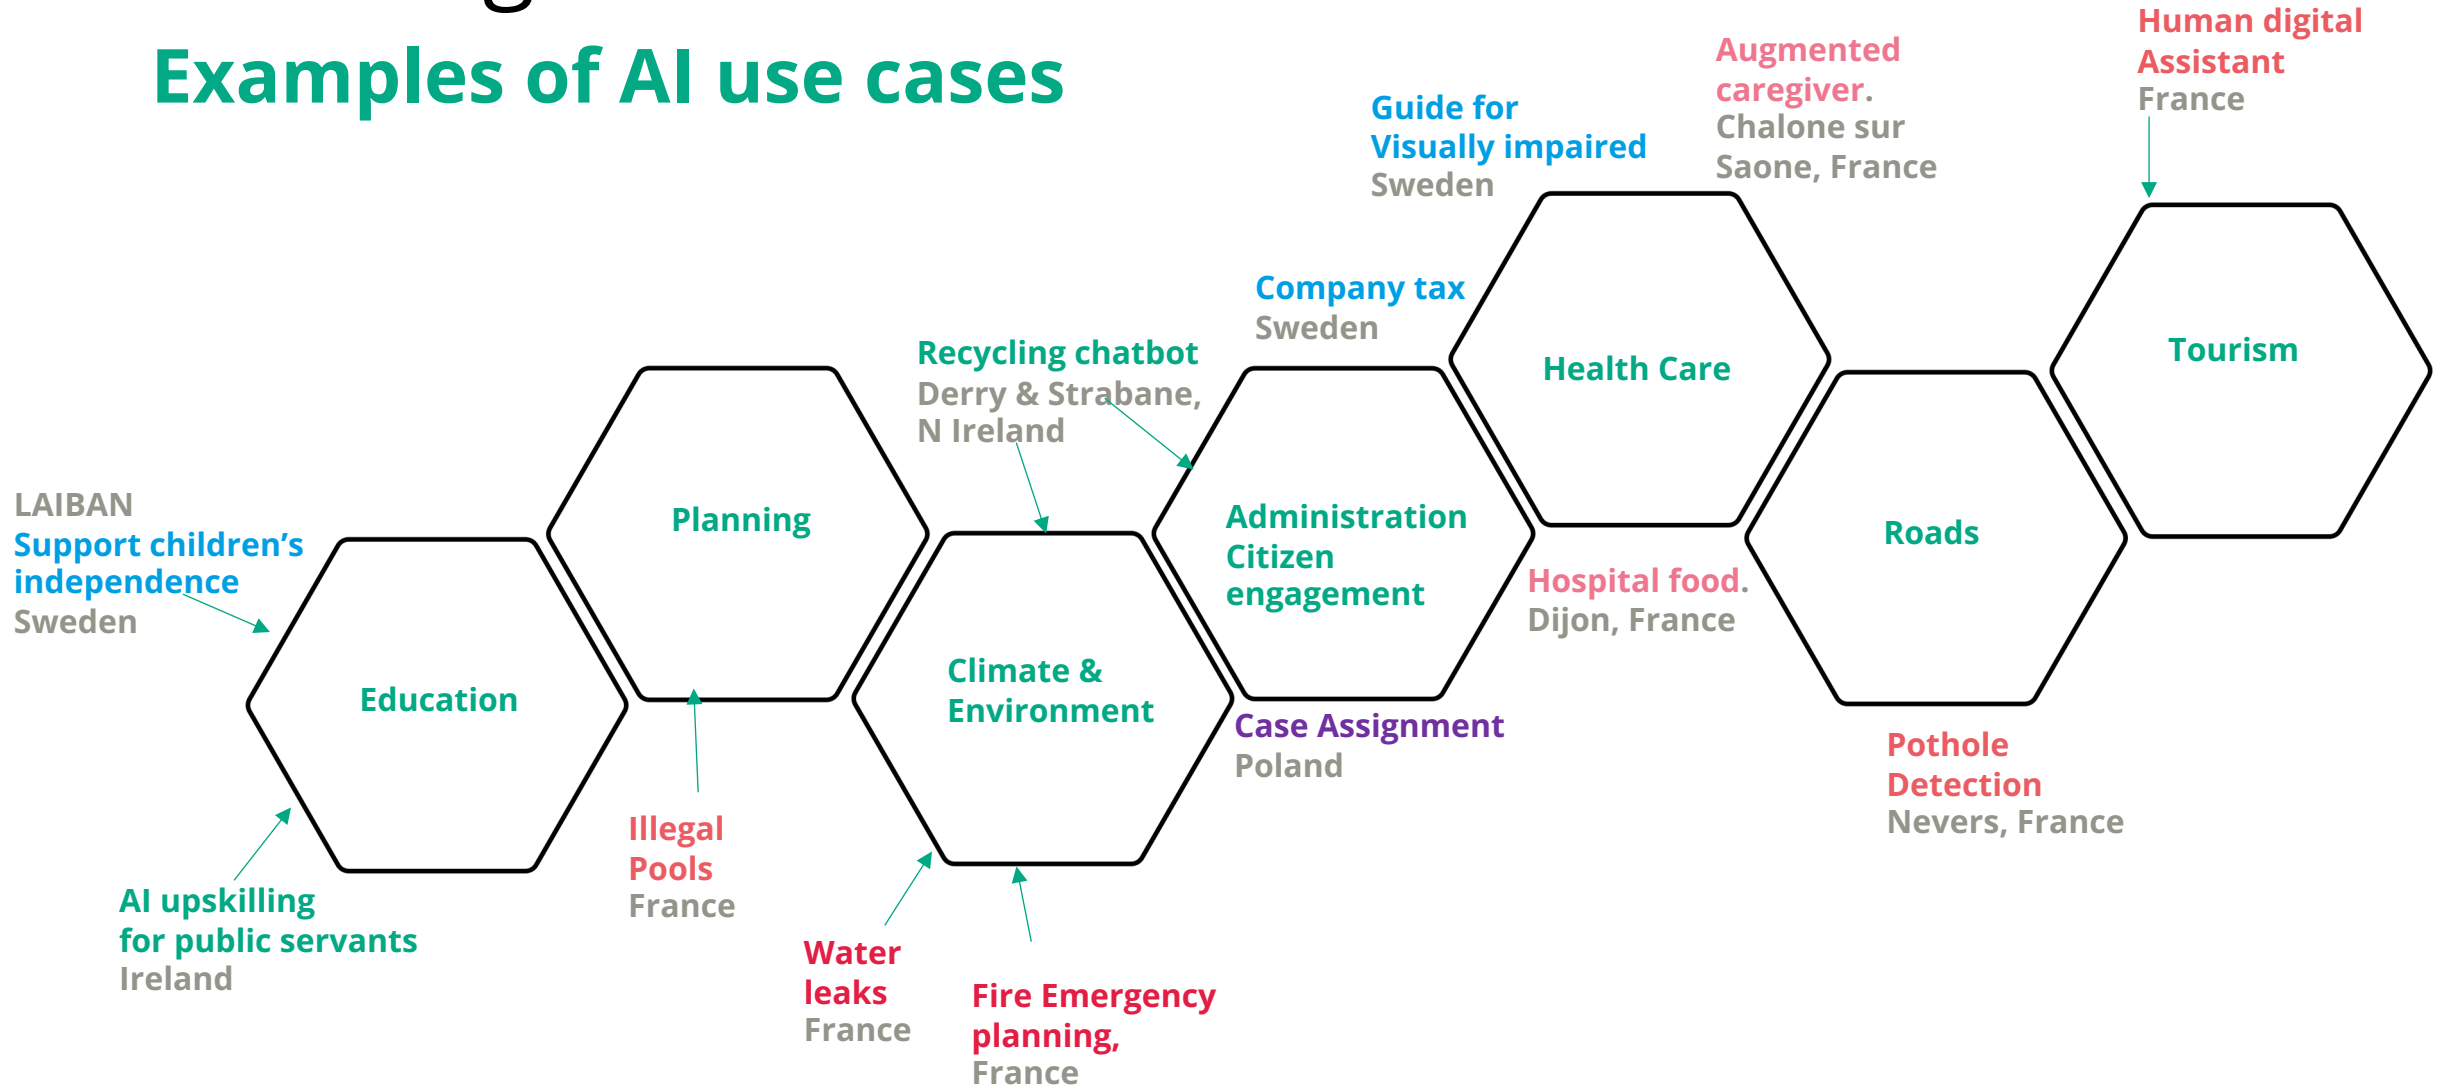 Examples of AI use cases
Human digital
Assistant
France
Augmented
caregiver.
Chalone sur
Saone, France
Guide for
Visually impaired
Sweden
Company tax
Sweden
Recycling chatbot
Derry & Strabane,
N Ireland
Health Care
Tourism
LAIBAN
Support children’s
independence
Sweden
Planning
Administration
Citizen
engagement
Roads
Hospital food.
Dijon, France
Education
Climate &
Environment
Case Assignment
Poland
Pothole
Detection
Nevers, France
Illegal
Pools
France
AI upskilling
for public servants
Ireland
Water
leaks
France
Fire Emergency
planning,
France